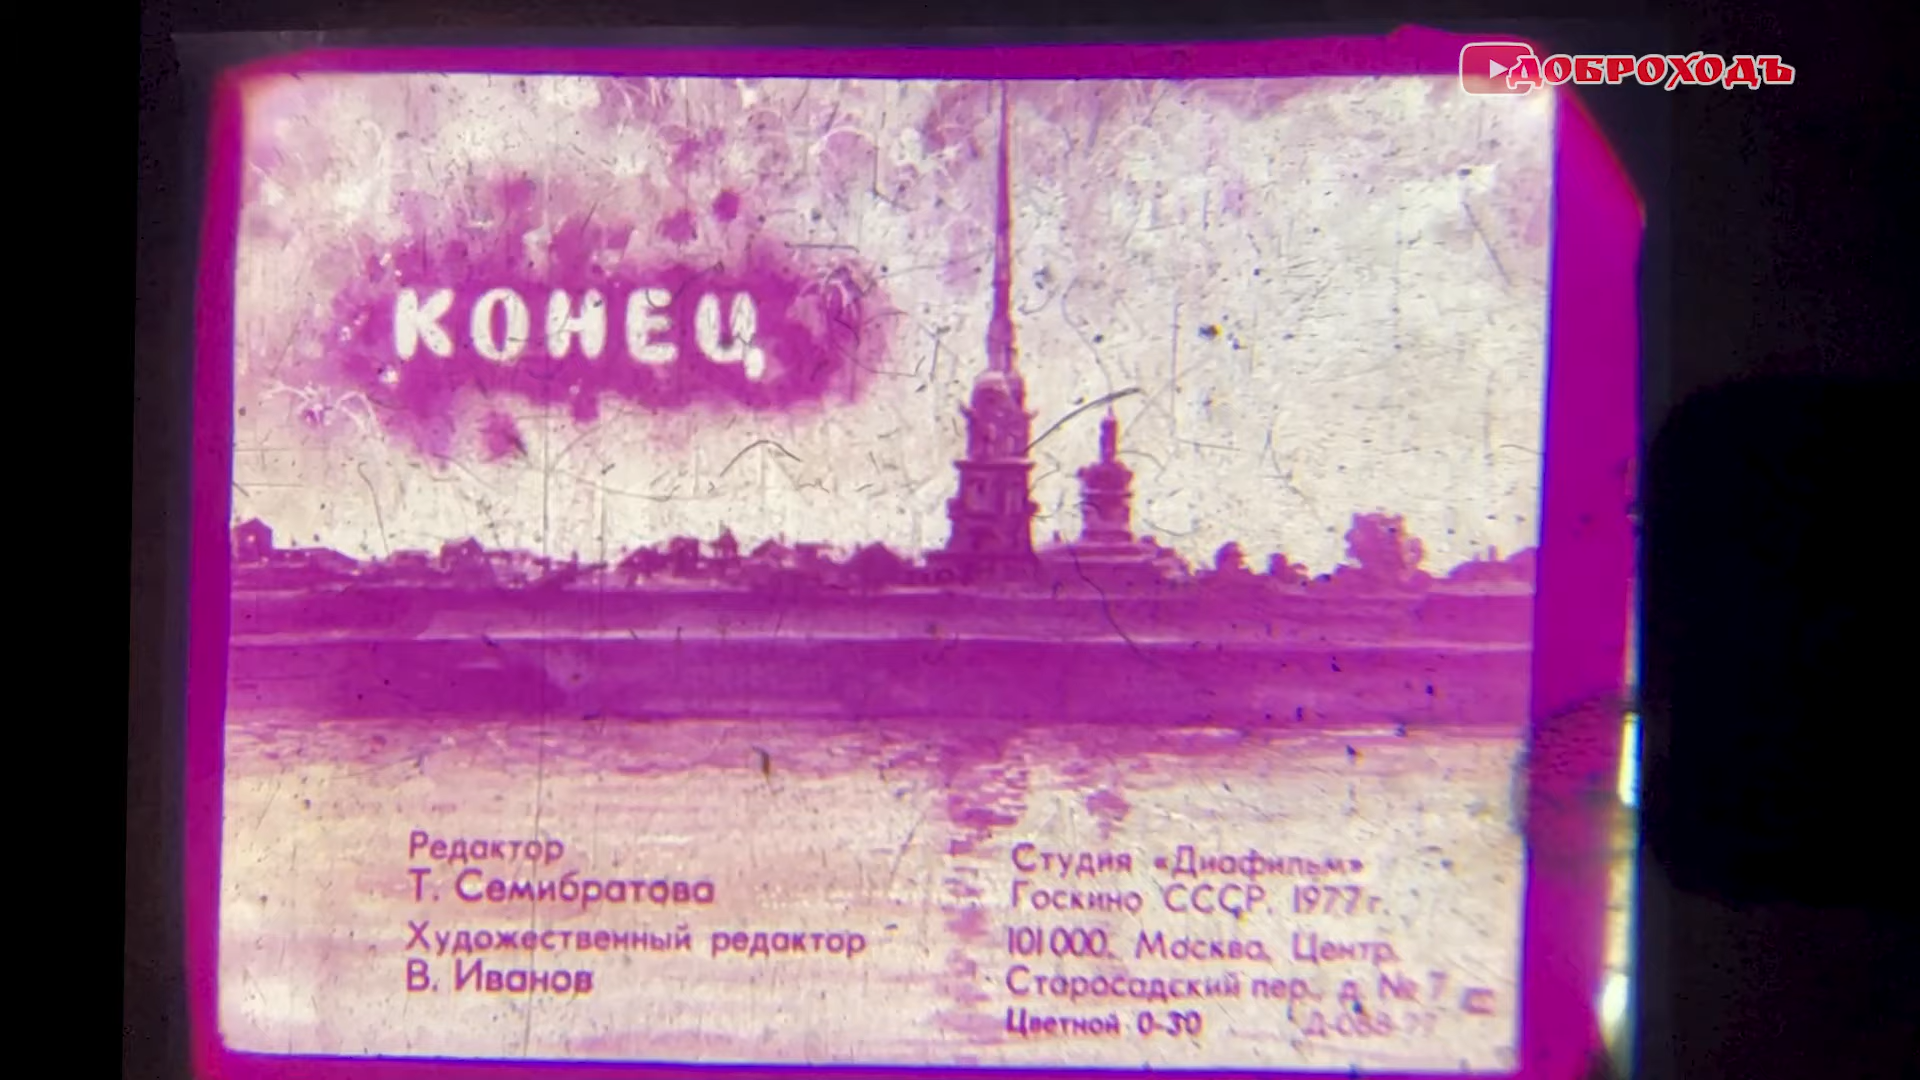 ДОБРОХОДЪ
КОНЕЦ
Редактор
Т. Семибратова
Художественный редактор
В. Иванов
Студия «Диафильм»
Госкино СССР. 1977 г.
101000, Москва, Центр,
Старосадский пер., д. № 7
Цветной 0-30